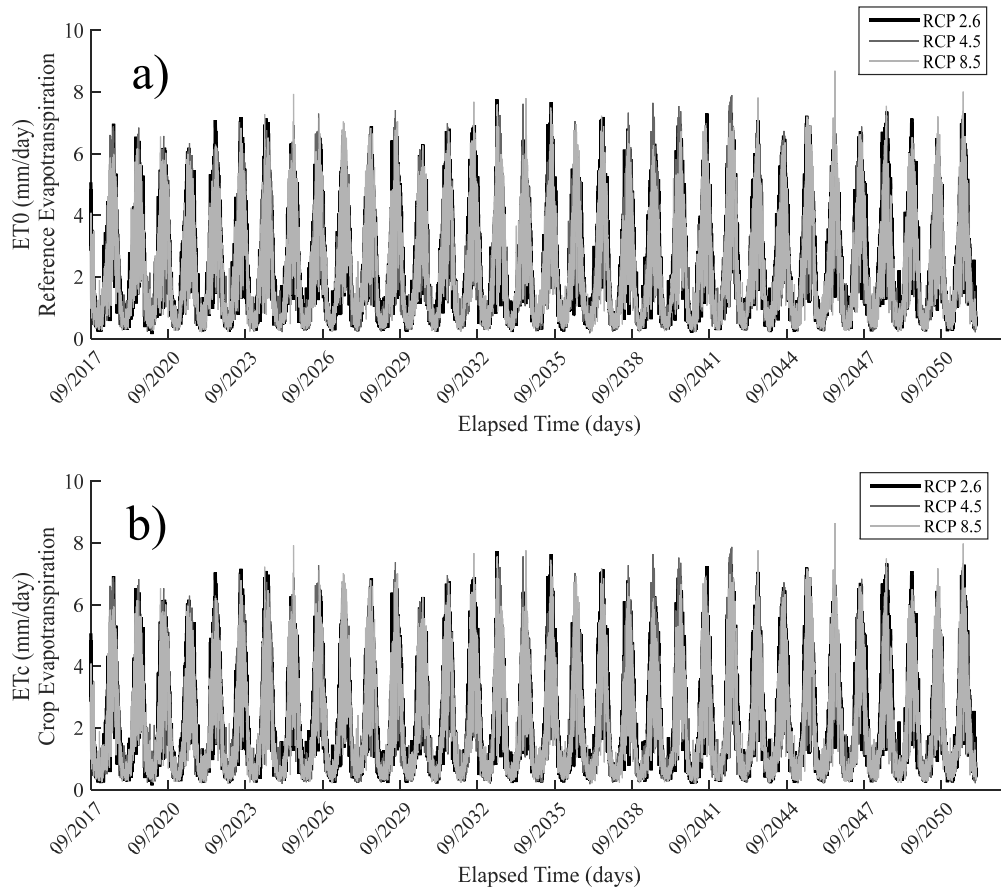 RCP 2.6
RCP 4.5
RCP 8.5
a)
10
8
6
4
2
0
ET0 (mm/day)
Reference Evapotranspiration
09/2017
09/2020
09/2023
09/2026
09/2029
09/2032
09/2035
09/2038
09/2041
09/2044
09/2047
09/2050
Elapsed Time (days)
RCP 2.6
RCP 4.5
RCP 8.5
b)
10
8
6
4
2
0
ETc (mm/day)
Crop Evapotranspiration
09/2017
09/2020
09/2023
09/2026
09/2029
09/2032
09/2035
09/2038
09/2041
09/2044
09/2047
09/2050
Elapsed Time (days)